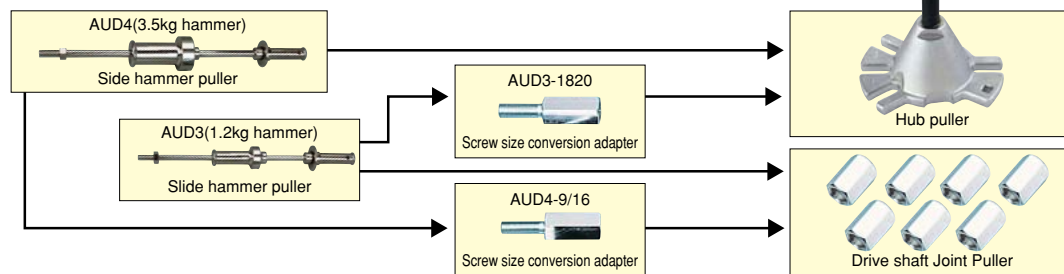 AUD4(3.5kg hammer)
Side hammer puller
AUD3-1820
Screw size conversion adapter
Hub puller
AUD3(1.2kg hammer)
Slide hammer puller
AUD4-9/16
Screw size conversion adapter
Drive shaft Joint Puller